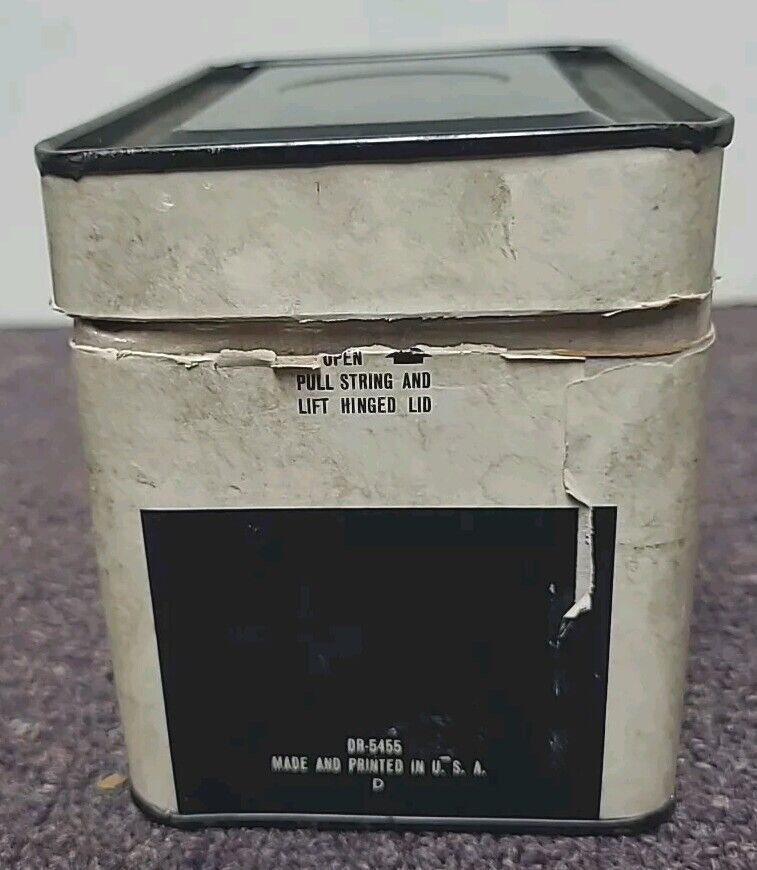 OPEN
PULL STRING AND
LIFT HINGED LID
DR-5455
MADE AND PRINTED IN U. S. A.
D